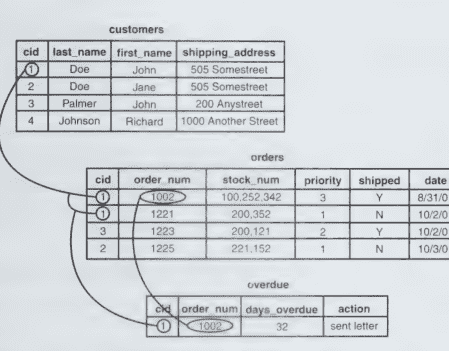 customers
cid last_name first_name shipping_address
1 Doe John 505 Somestreet
2 Doe Jane 505 Somestreet
3 Palmer John 200 Anystreet
4 Johnson Richard 1000 Another Street
orders
cid order_num stock_num priority shipped date
1 1002 100,252,342 3 Y 8/31/0
1 1221 200,352 1 N 10/2/0
3 1223 200,121 2 Y 10/2/0
2 1225 221,152 1 N 10/3/0
overdue
cid order_num days_overdue action
1 1002 32 sent letter